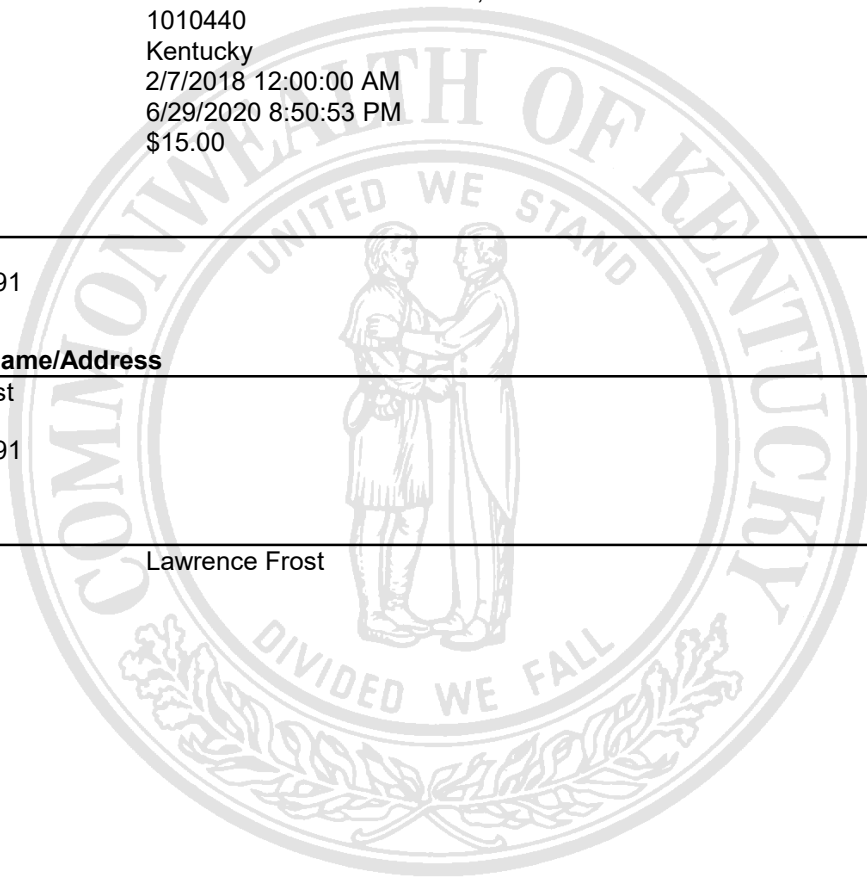 1010440
Kentucky
2/7/2018 12:00:00 AM
6/29/2020 8:50:53 PM
$15.00
COMMONWEALTH OF KENTUCKY
UNITED WE STAND
91
ame/Address
st
91
Lawrence Frost
DIVIDED WE FALL